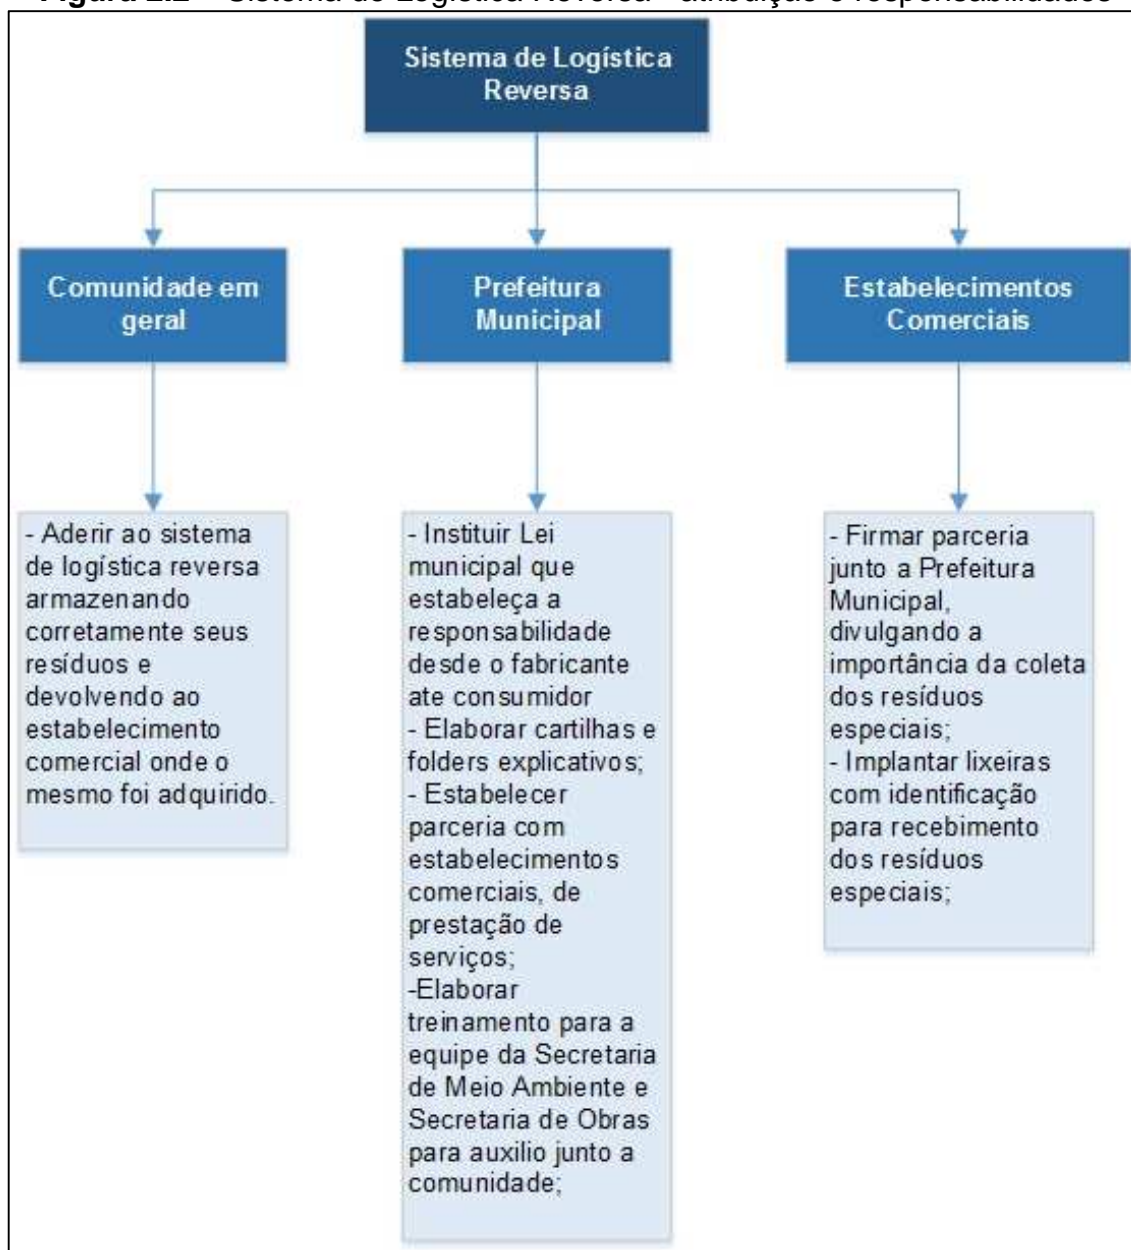 Sistema de Logística
Reversa
Comunidade em
geral
Prefeitura
Municipal
Estabelecimentos
Comerciais
- Aderir ao sistema
de logística reversa
armazenando
corretamente seus
resíduos e
devolvendo ao
estabelecimento
comercial onde o
mesmo foi adquirido.
- Instituir Lei
municipal que
estabeleça a
responsabilidade
desde o fabricante
ate consumidor
- Elaborar cartilhas e
folders explicativos;
- Estabelecer
parceria com
estabelecimentos
comerciais, de
prestação de
serviços;
-Elaborar
treinamento para a
equipe da Secretaria
de Meio Ambiente e
Secretaria de Obras
para auxilio junto a
comunidade;
- Firmar parceria
junto a Prefeitura
Municipal,
divulgando a
importância da coleta
dos resíduos
especiais;
- Implantar lixeiras
com identificação
para recebimento
dos resíduos
especiais;